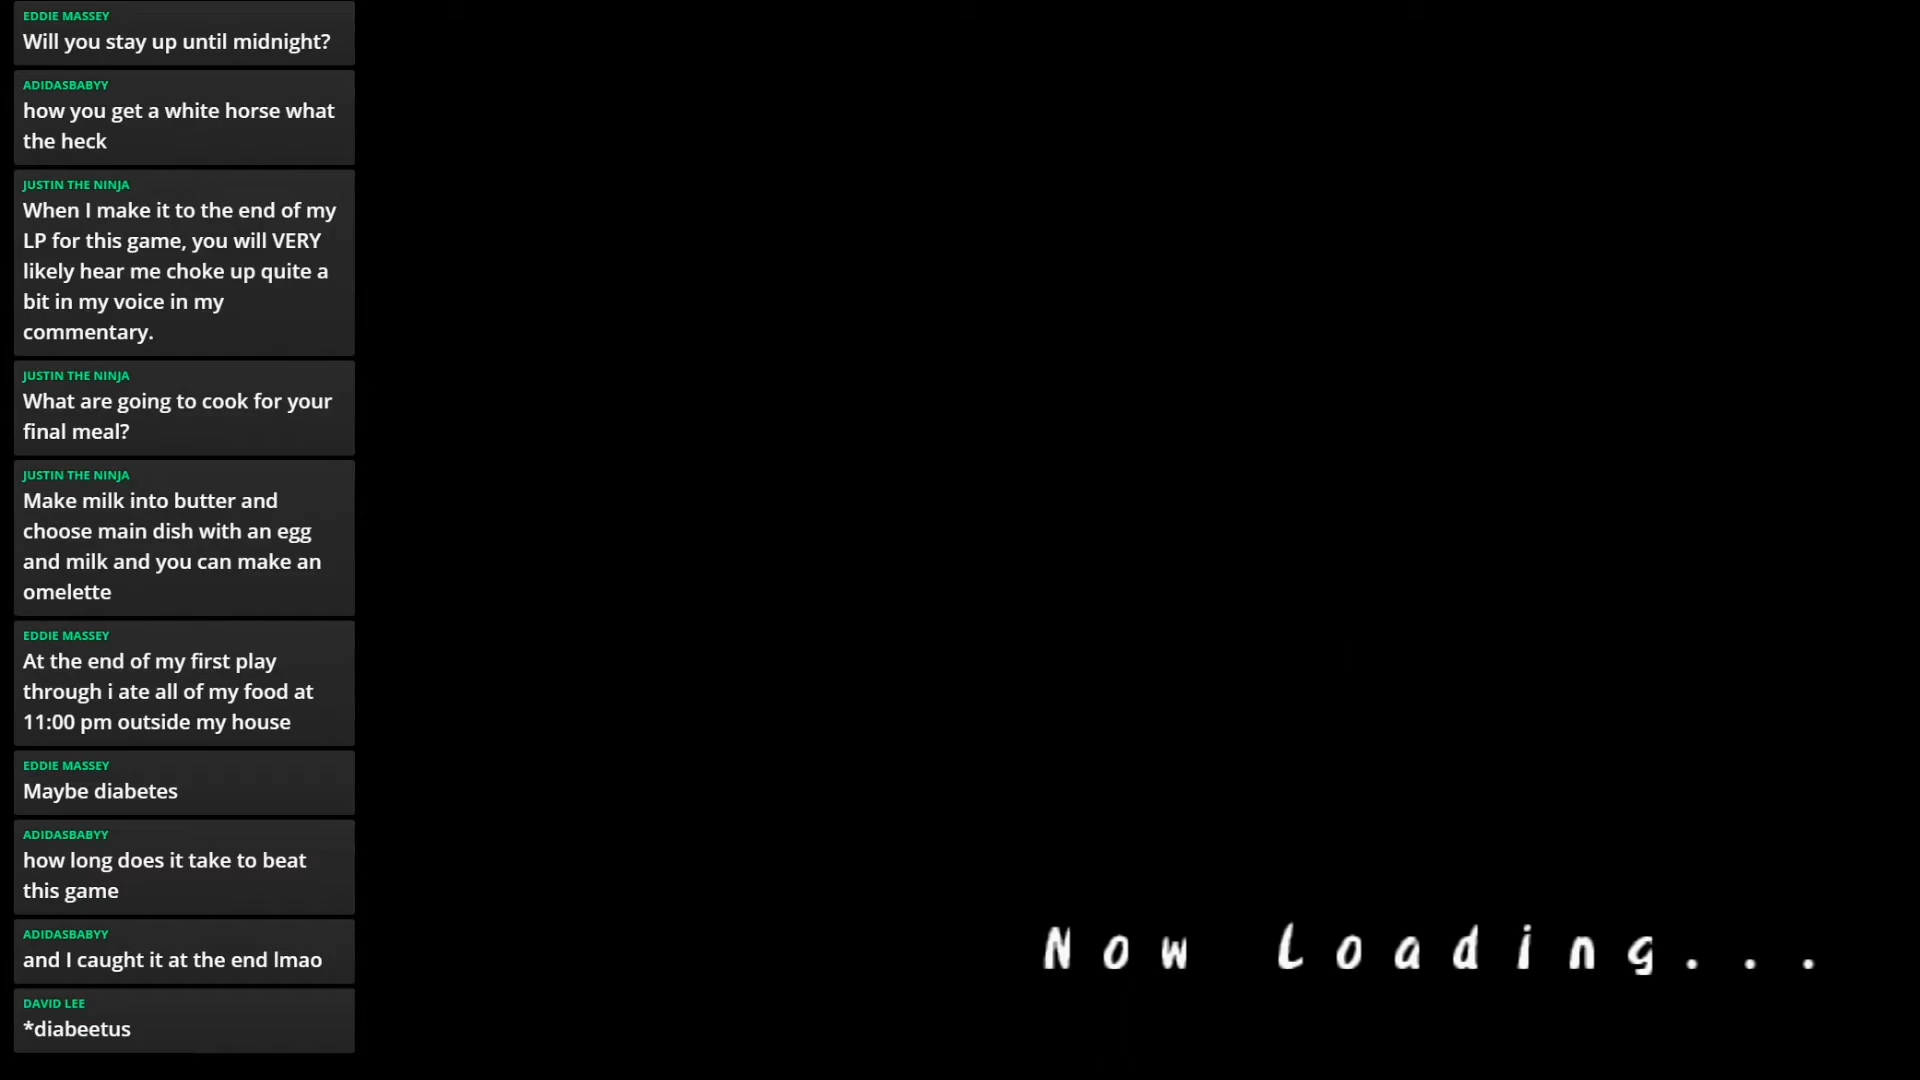 EDDIE MASSEY
Will you stay up until midnight?
ADIDASBABYY
how you get a white horse what
the heck
JUSTIN THE NINJA
When I make it to the end of my
LP for this game, you will VERY
likely hear me choke up quite a
bit in my voice in my
commentary.
JUSTIN THE NINJA
What are going to cook for your
final meal?
JUSTIN THE NINJA
Make milk into butter and
choose main dish with an egg
and milk and you can make an
omelette
EDDIE MASSEY
At the end of my first play
through i ate all of my food at
11:00 pm outside my house
EDDIE MASSEY
Maybe diabetes
ADIDASBABYY
how long does it take to beat
this game
ADIDASBABYY
and I caught it at the end lmao
DAVID LEE
*diabeetus
Now Loading...